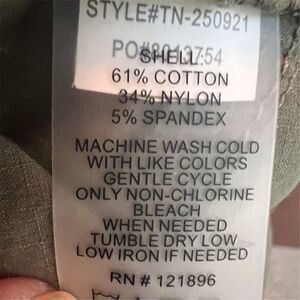 STYLE#TN-250921
SHELL:
61% COTTON
34% NYLON
5% SPANDEX
MACHINE WASH COLD
WITH LIKE COLORS
GENTLE CYCLE
ONLY NON-CHLORINE
BLEACH
WHEN NEEDED
TUMBLE DRY LOW
LOW IRON IF NEEDED
RN # 121896